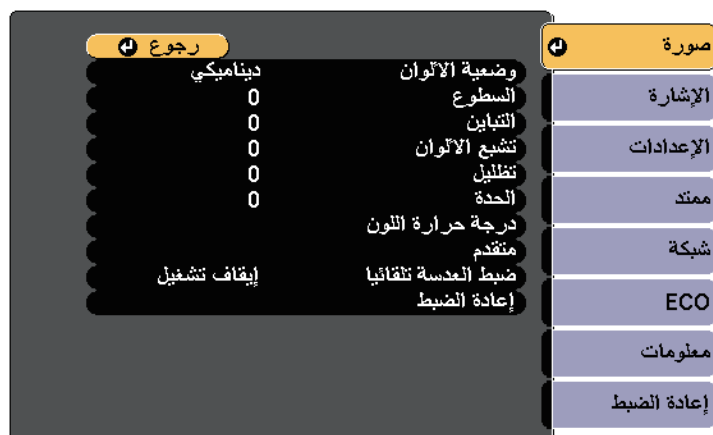 صورة
الإشارة
الإعدادات
ممتد
شبكة
ECO
معلومات
إعادة الضبط
رجوع
وضعية الألوان ديناميكي
السطوع 0
التباين 0
تشبع الألوان 0
تظليل 0
الحدة 0
درجة حرارة اللون
متقدم
ضبط العدسة تلقائيا إيقاف تشغيل
إعادة الضبط